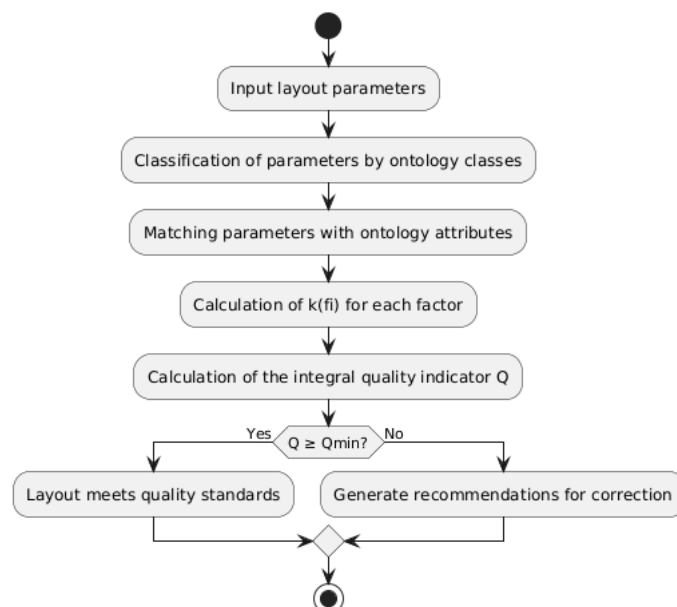 Input layout parameters
Classification of parameters by ontology classes
Matching parameters with ontology attributes
Calculation of k(fi) for each factor
Calculation of the integral quality indicator Q
Q ≥ Qmin?
Yes
No
Layout meets quality standards
Generate recommendations for correction